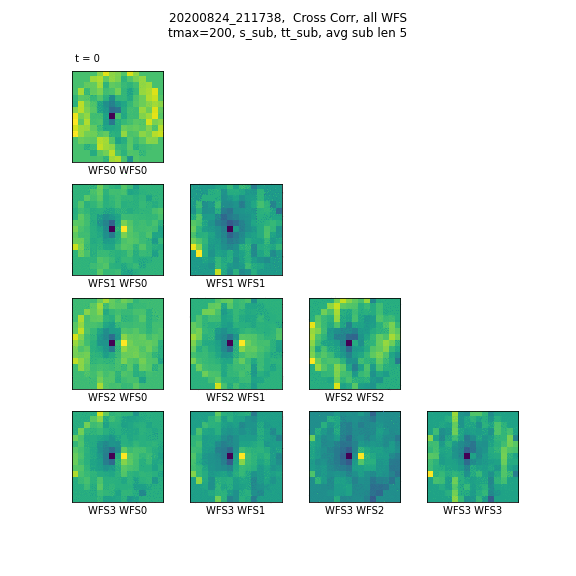 20200824_211738,  Cross Corr, all WFS
tmax=200, s_sub, tt_sub, avg sub len 5
t = 0
WFS0 WFS0
WFS1 WFS0
WFS1 WFS1
WFS2 WFS0
WFS2 WFS1
WFS2 WFS2
WFS3 WFS0
WFS3 WFS1
WFS3 WFS2
WFS3 WFS3